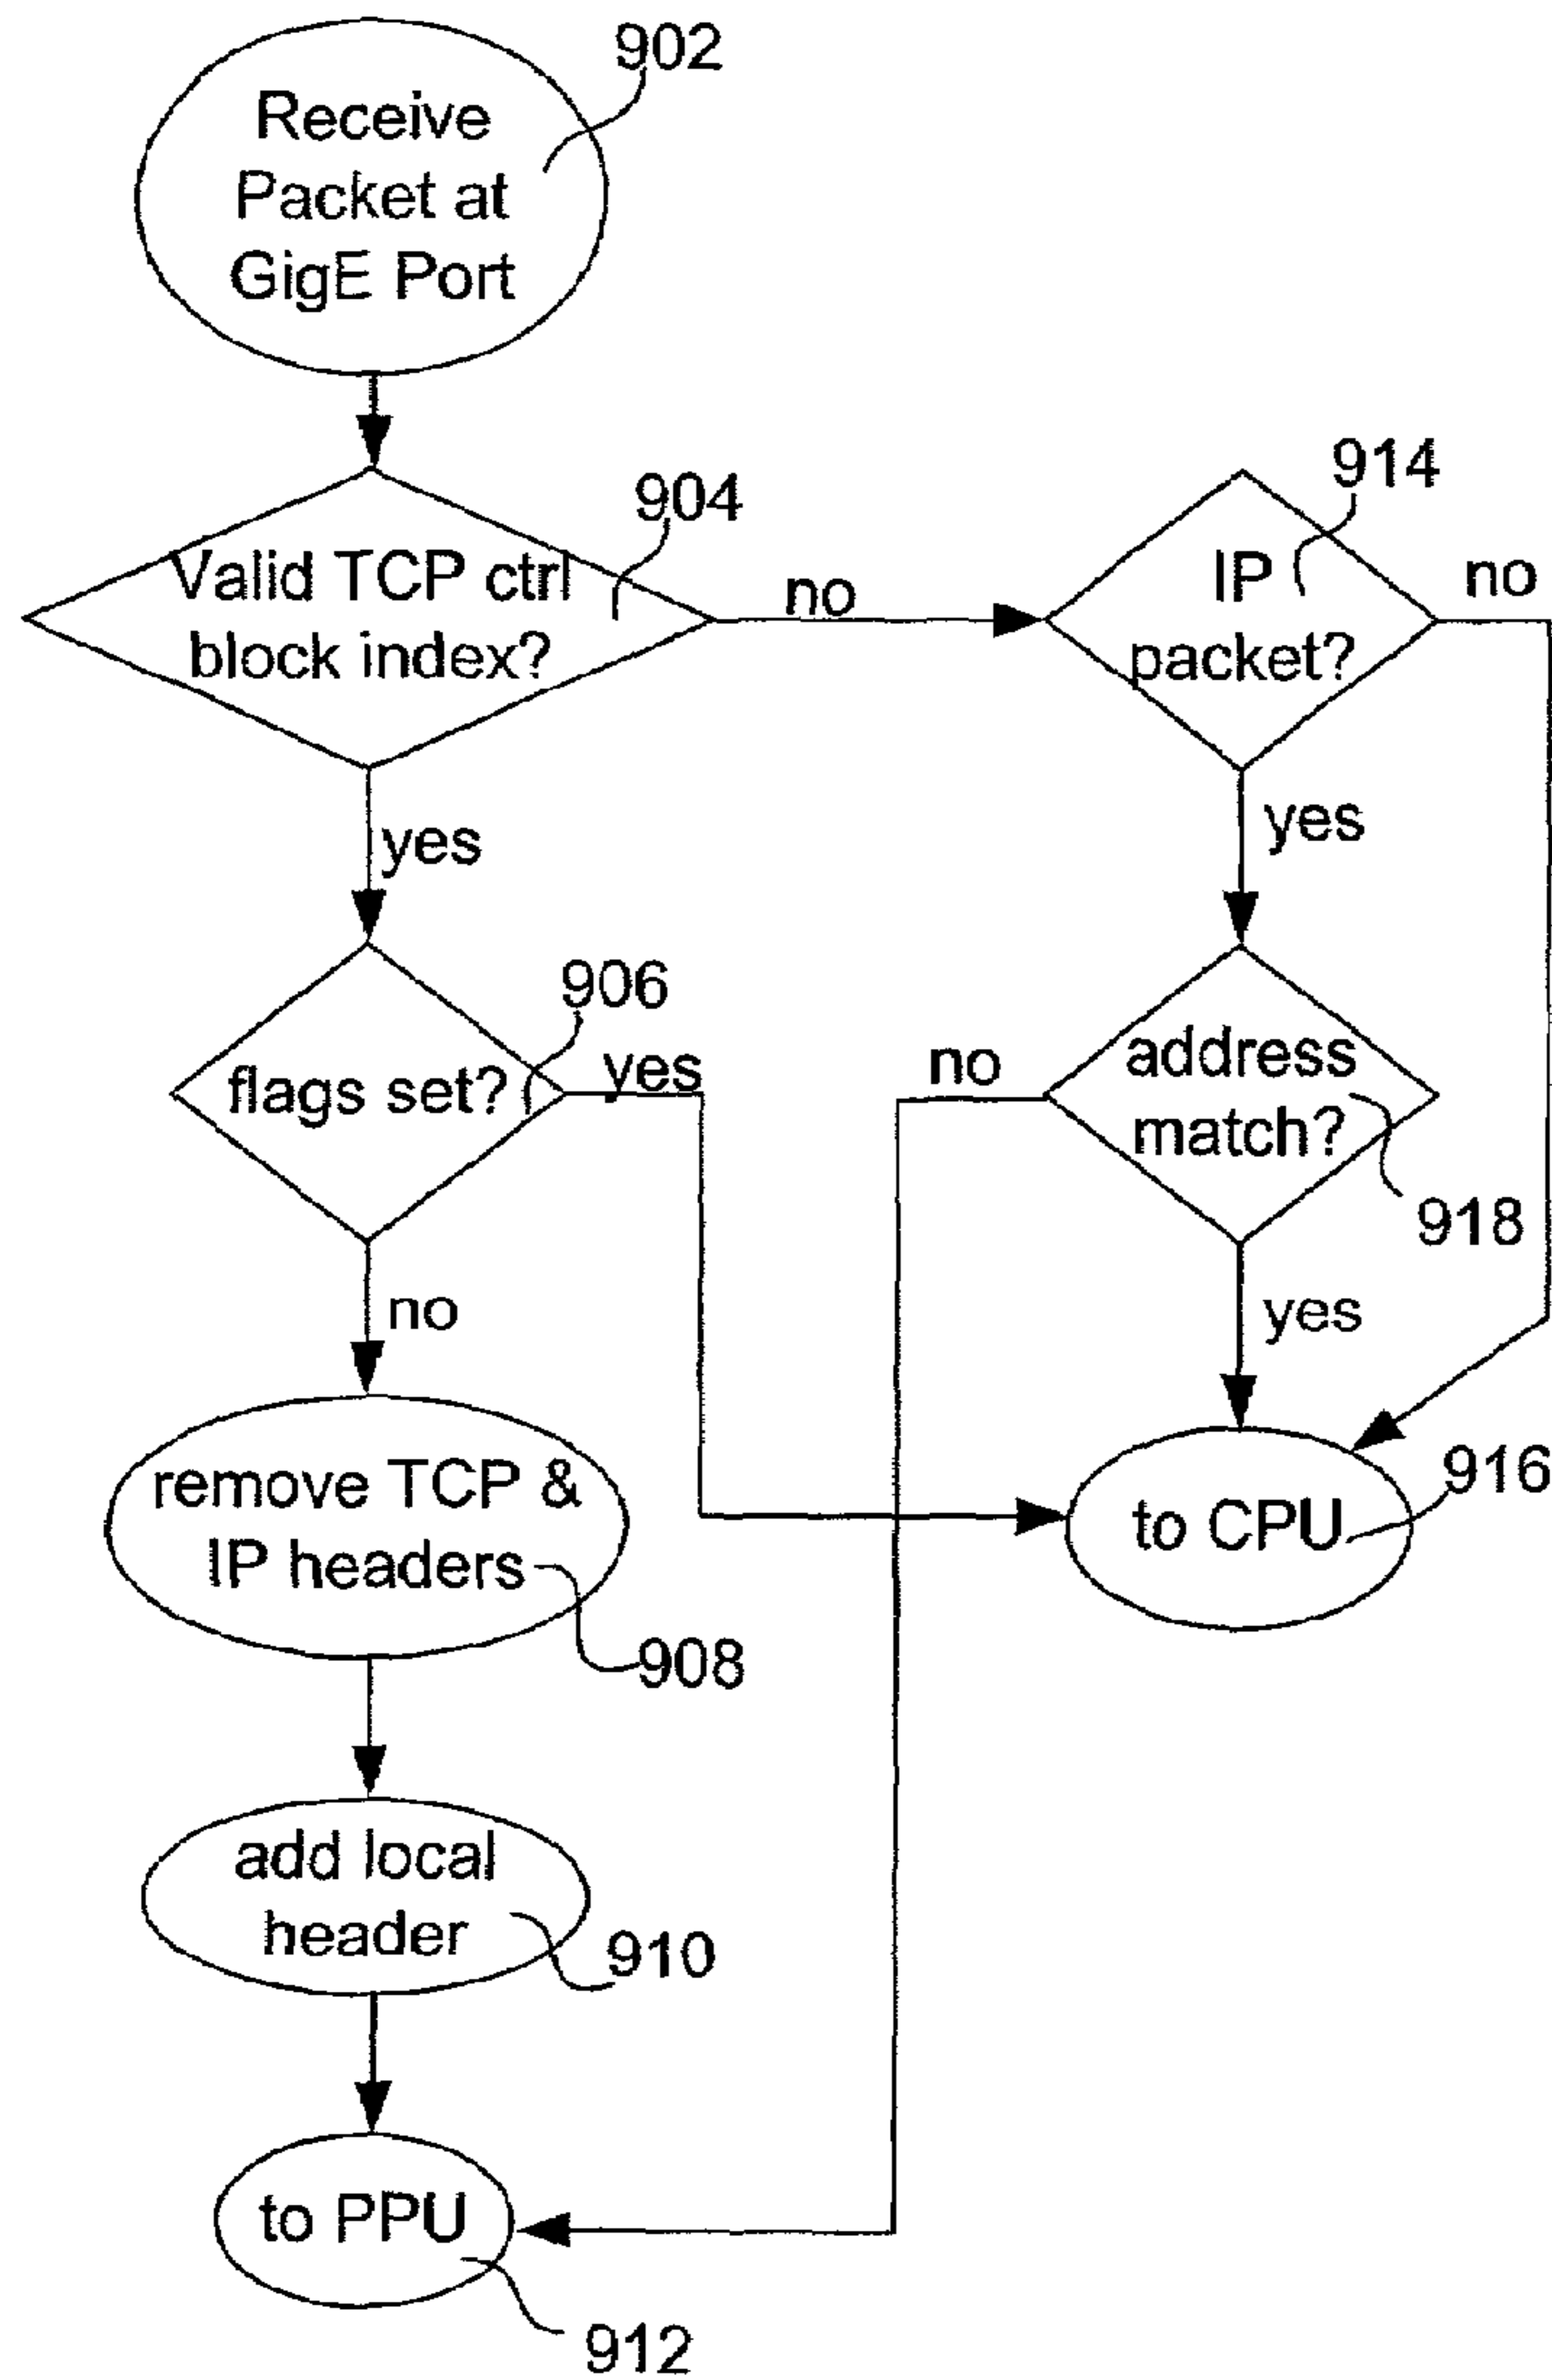 902
Receive
Packet at
GigE Port
904
Valid TCP ctrl
block index?
no
914
IP
packet?
no
yes
yes
906
flags set?
yes
no
address
match?
918
no
yes
remove TCP &
IP headers
908
to CPU
916
add local
header
910
to PPU
912